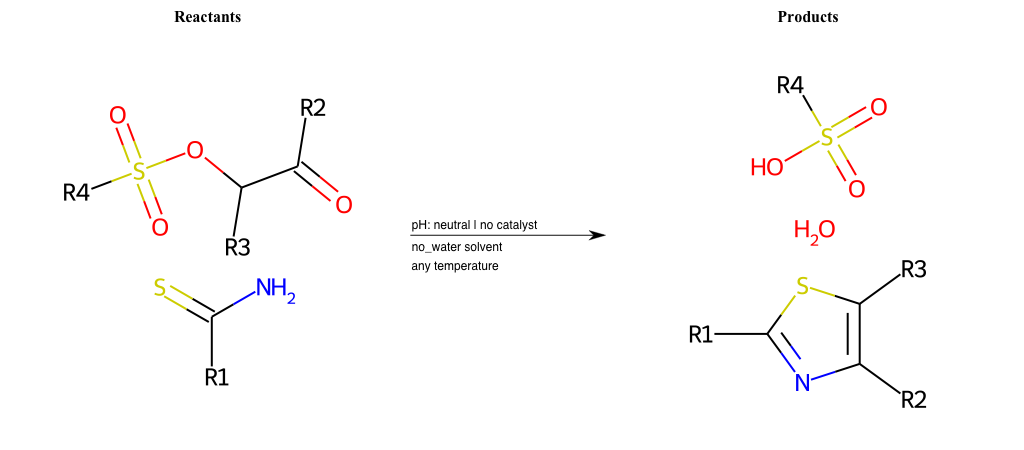 Reactants
Products
R4
O
S
O
O
R4
R3
R2
O
S
NH2
R1
pH: neutral | no catalyst
no_water solvent
any temperature
S
O
HO
O
H2O
S
R3
R1
N
R2